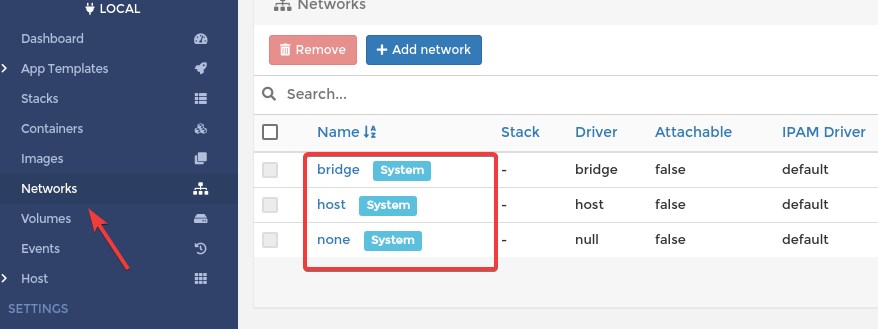 LOCAL
Dashboard
App Templates
Stacks
Containers
Images
Networks
Volumes
Events
Host
SETTINGS
Networks
Remove
Add network
Search...
Name Stack Driver Attachable IPAM Driver
bridge System - bridge false default
host System - host false default
none System - null false default